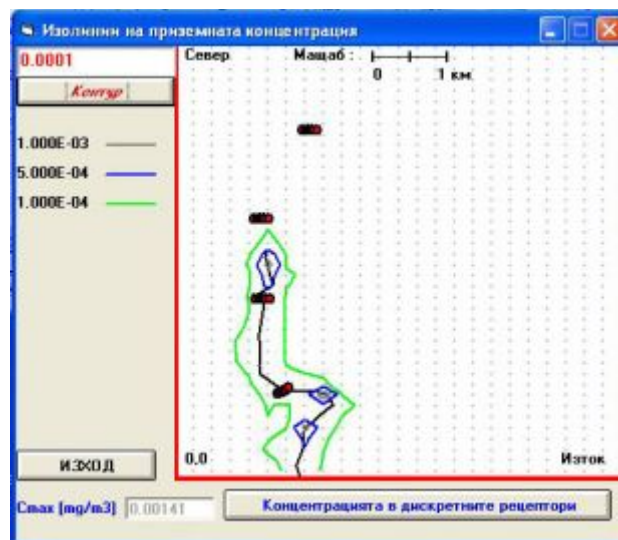 Изолинии на приземната концентрация
0.0001
Контур
1.000E-03
5.000E-04
1.000E-04
Север
Мащаб :
0 1 км
0,0
Изток
ИЗХОД
Cmax [mg/m3] 0.00141
Концентрацията в дискретните рецептори